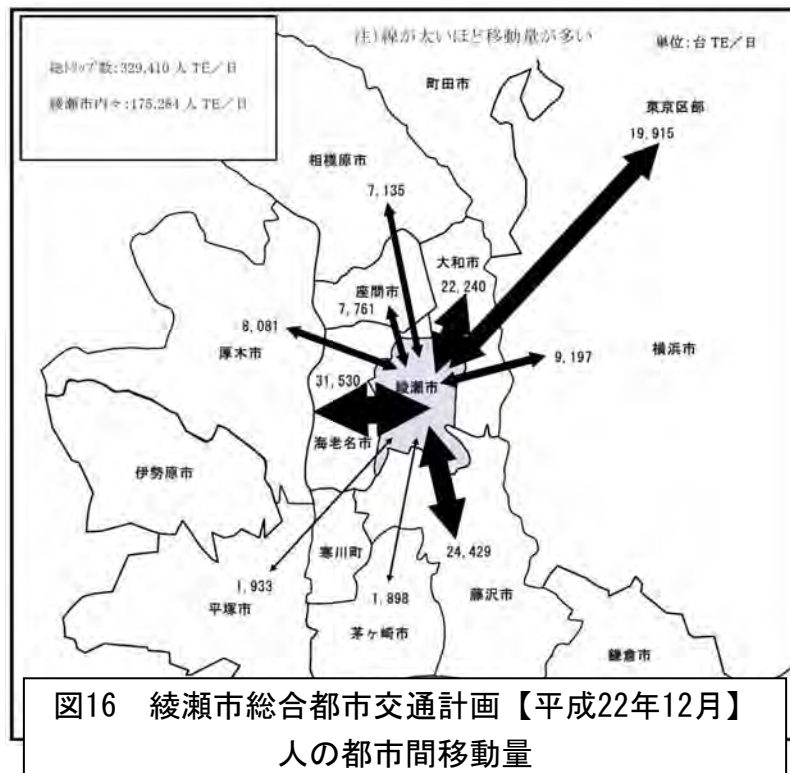 注)線が太いほど移動量が多い
単位:台 TE/日
総トリップ数:329,410 人 TE/日
綾瀬市内々:175,284 人 TE/日
町田市
東京区部
19,915
相模原市
7,135
大和市
22,240
座間市
7,761
8,081
厚木市
9,197
横浜市
31,530
綾瀬市
海老名市
伊勢原市
寒川町
24,429
藤沢市
1,933
平塚市
1,898
茅ヶ崎市
鎌倉市
図16 綾瀬市総合都市交通計画【平成22年12月】
人の都市間移動量